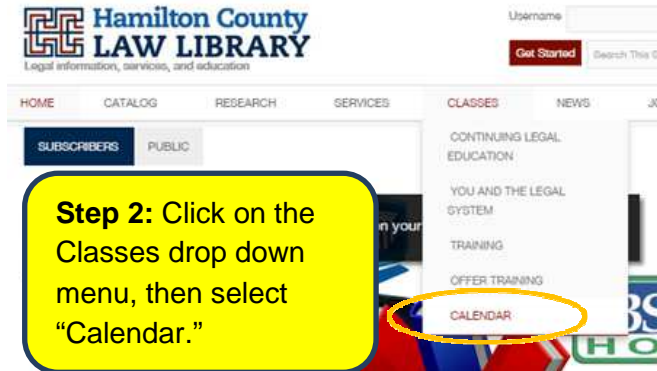 Hamilton County
LAW LIBRARY
Legal information, services, and education
Username
Get Started
Search This S
HOME CATALOG RESEARCH SERVICES CLASSES NEWS
SUBSCRIBERS PUBLIC
CONTINUING LEGAL
EDUCATION
YOU AND THE LEGAL
SYSTEM
TRAINING
OFFER TRAINING
CALENDAR
Step 2: Click on the
Classes drop down
menu, then select
“Calendar.”
n your